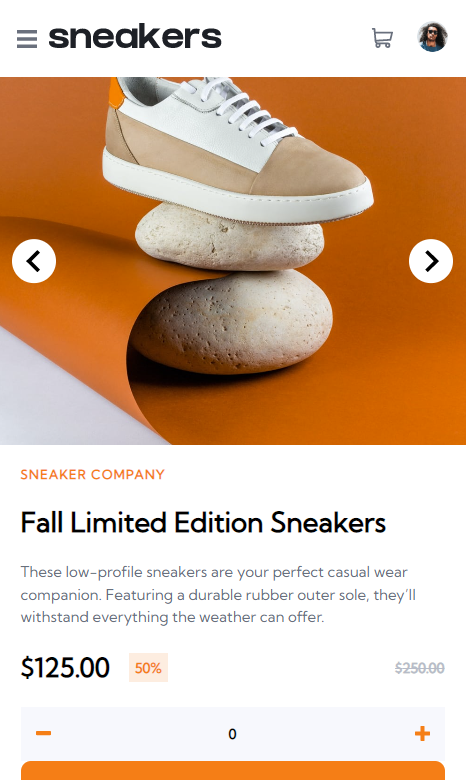 sneakers
SNEAKER COMPANY
Fall Limited Edition Sneakers
These low-profile sneakers are your perfect casual wear
companion. Featuring a durable rubber outer sole, they'll
withstand everything the weather can offer.
$125.00 50% $250.00
0